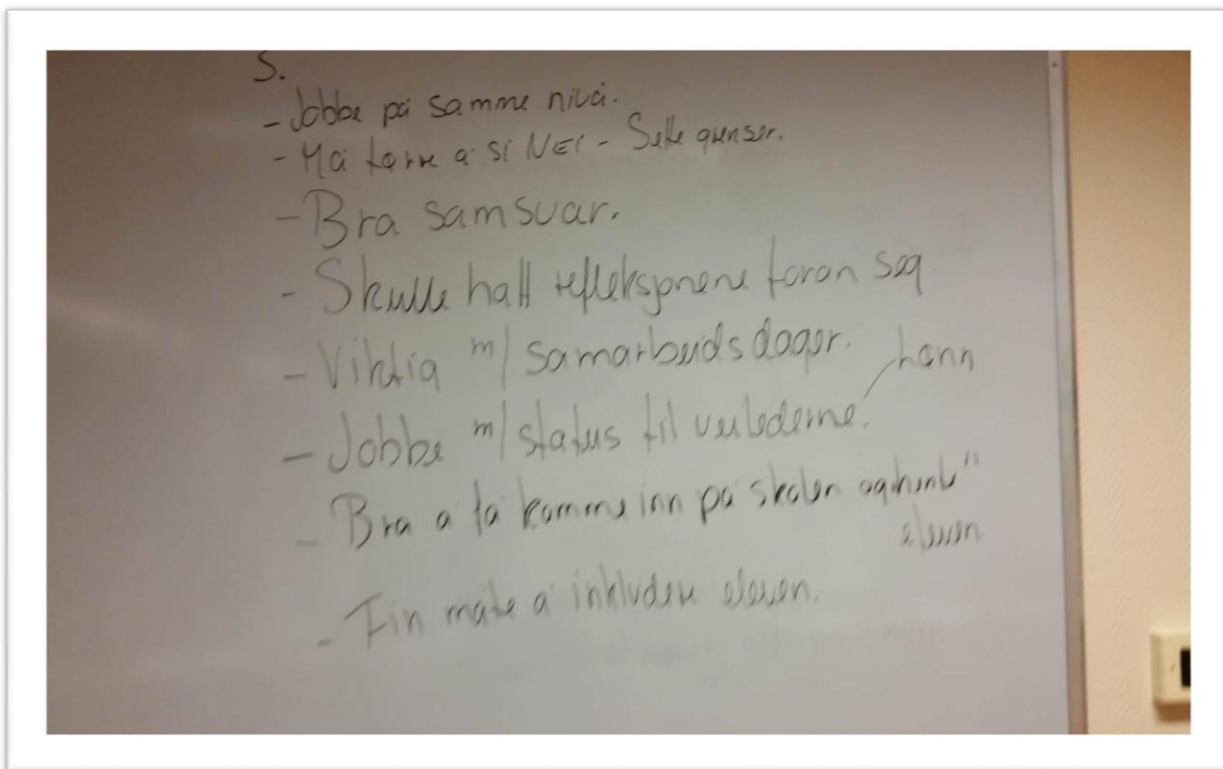 S.
- Jobbe på samme nivå.
- Må tørre å si NEI - Sette grenser.
- Bra samsvar.
- Skulle hatt refleksjonene foran seg
- Viktig m/ samarbeidsdager.
- Jobbe m/ status til veilederne.
- Bra å få komme inn på skolen og "hente"
eleven
- Fin måte å inkludere eleven.